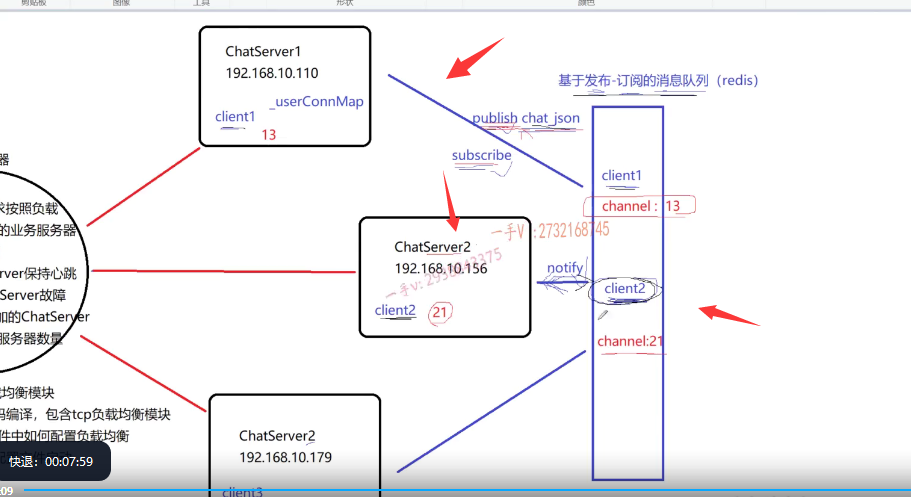 剪贴板
图像
工具
形状
颜色
ChatServer1
192.168.10.110
_userConnMap
client1
13
基于发布-订阅的消息队列（redis）
publish chat_json
subscribe
client1
channel：13
器
求按照负载
的业务服务器
erver保持心跳
Server故障
加的ChatServer
服务器数量
ChatServer2
192.168.10.156
client2
21
一手V :2732168745
notify
client2
channel:21
均衡模块
码编译，包含tcp负载均衡模块
件中如何配置负载均衡
ChatServer2
192.168.10.179
client3
快退：00:07:59
:09